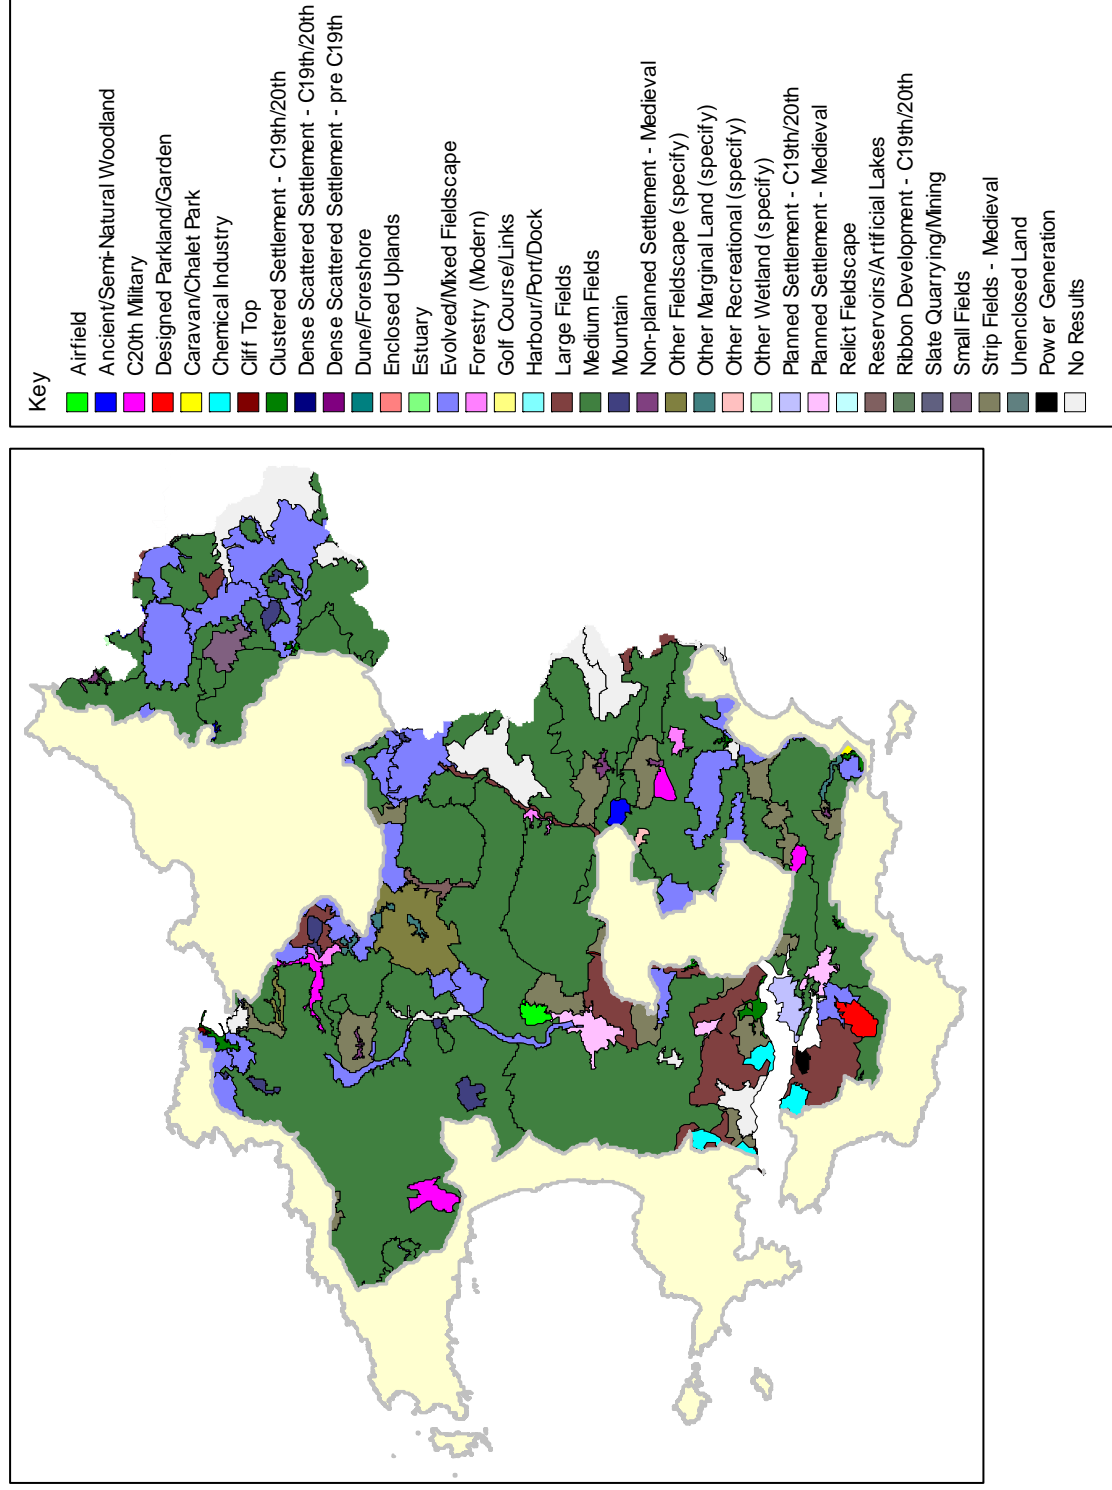 Key
Airfield
Ancient/Semi-Natural Woodland
C20th Military
Designed Parkland/Garden
Caravan/Chalet Park
Chemical Industry
Cliff Top
Clustered Settlement - C19th/20th
Dense Scattered Settlement - C19th/20th
Dense Scattered Settlement - pre C19th
Dune/Foreshore
Enclosed Uplands
Estuary
Evolved/Mixed Fieldscape
Forestry (Modern)
Golf Course/Links
Harbour/Port/Dock
Large Fields
Medium Fields
Mountain
Non-planned Settlement - Medieval
Other Fieldscape (specify)
Other Marginal Land (specify)
Other Recreational (specify)
Other Wetland (specify)
Planned Settlement - C19th/20th
Planned Settlement - Medieval
Relict Fieldscape
Reservoirs/Artificial Lakes
Ribbon Development - C19th/20th
Slate Quarrying/Mining
Small Fields
Strip Fields - Medieval
Unenclosed Land
Power Generation
No Results